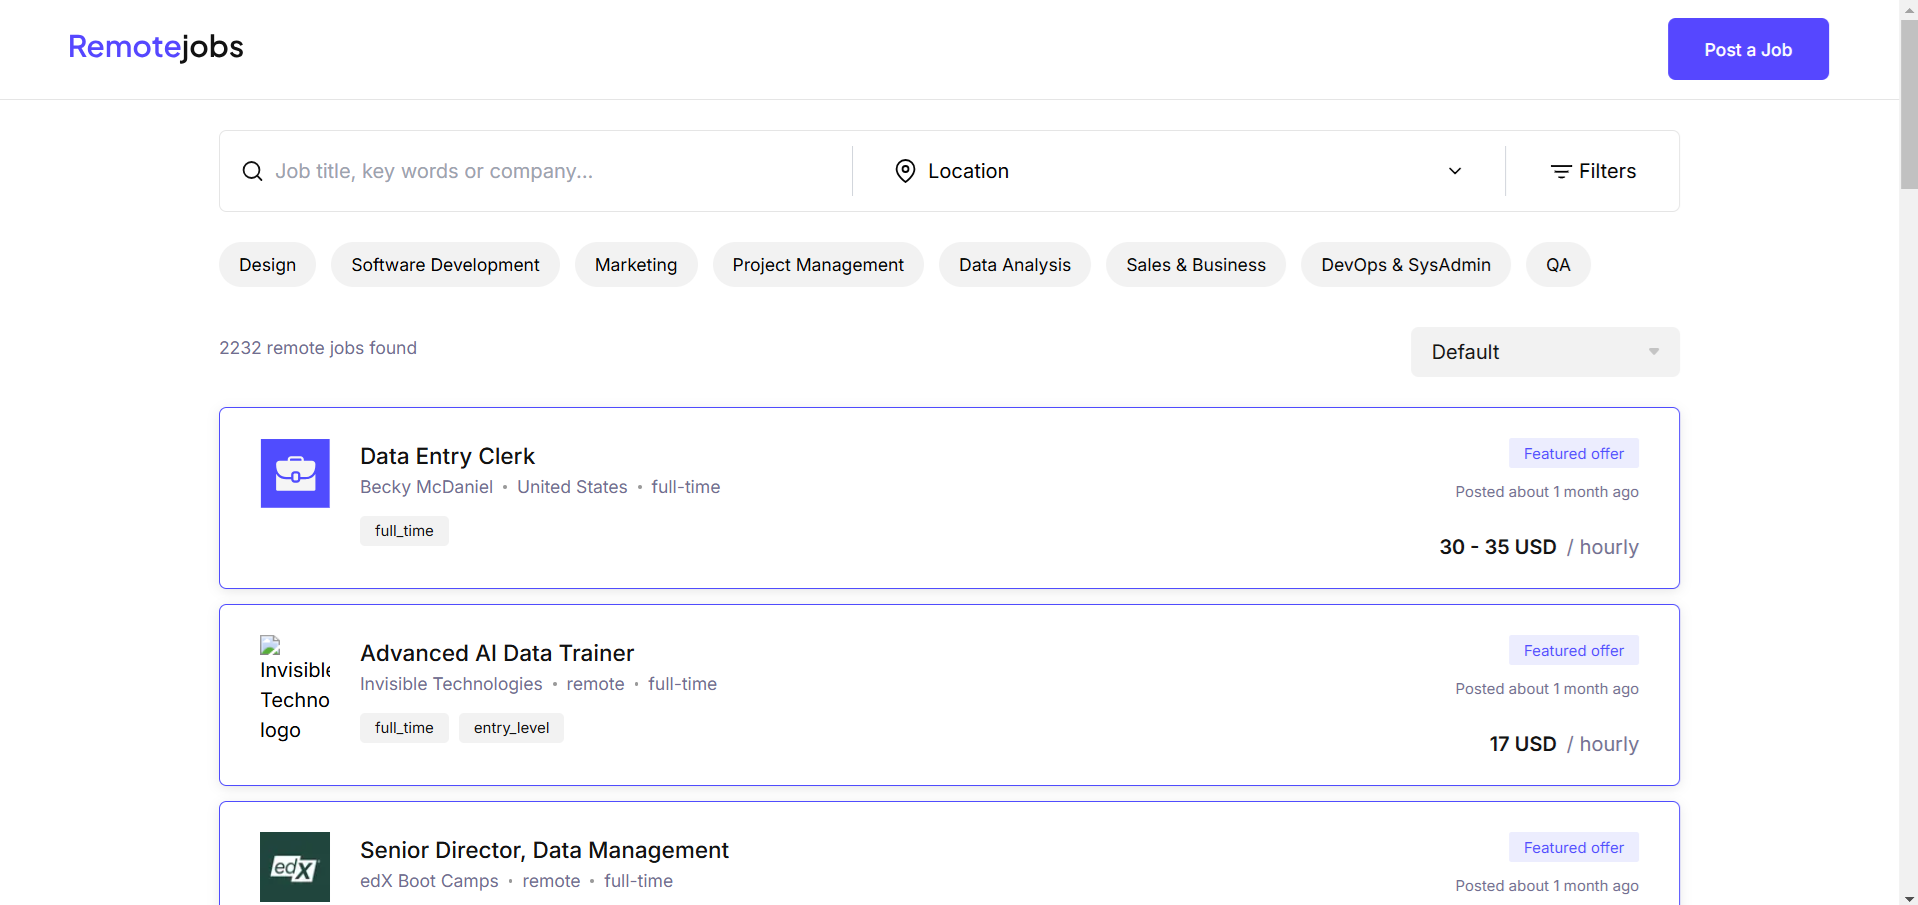 Remotejobs
Post a Job
Job title, key words or company...
Location
Filters
Design
Software Development
Marketing
Project Management
Data Analysis
Sales & Business
DevOps & SysAdmin
QA
2232 remote jobs found
Default
Data Entry Clerk
Becky McDaniel • United States • full-time
full_time
Featured offer
Posted about 1 month ago
30 - 35 USD / hourly
Invisible
Techno
logo
Advanced AI Data Trainer
Invisible Technologies • remote • full-time
full_time
entry_level
Featured offer
Posted about 1 month ago
17 USD / hourly
edX
Senior Director, Data Management
edX Boot Camps • remote • full-time
Featured offer
Posted about 1 month ago